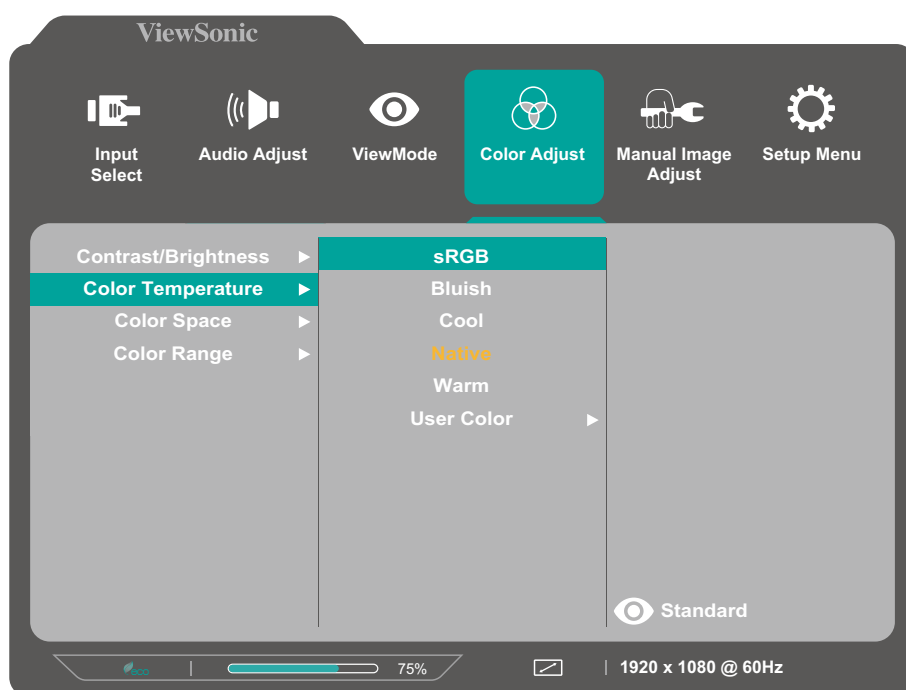 ViewSonic
Input Select
Audio Adjust
ViewMode
Color Adjust
Manual Image Adjust
Setup Menu
Contrast/Brightness
Color Temperature
Color Space
Color Range
sRGB
Bluish
Cool
Native
Warm
User Color
Standard
eco
75%
1920 x 1080 @ 60Hz